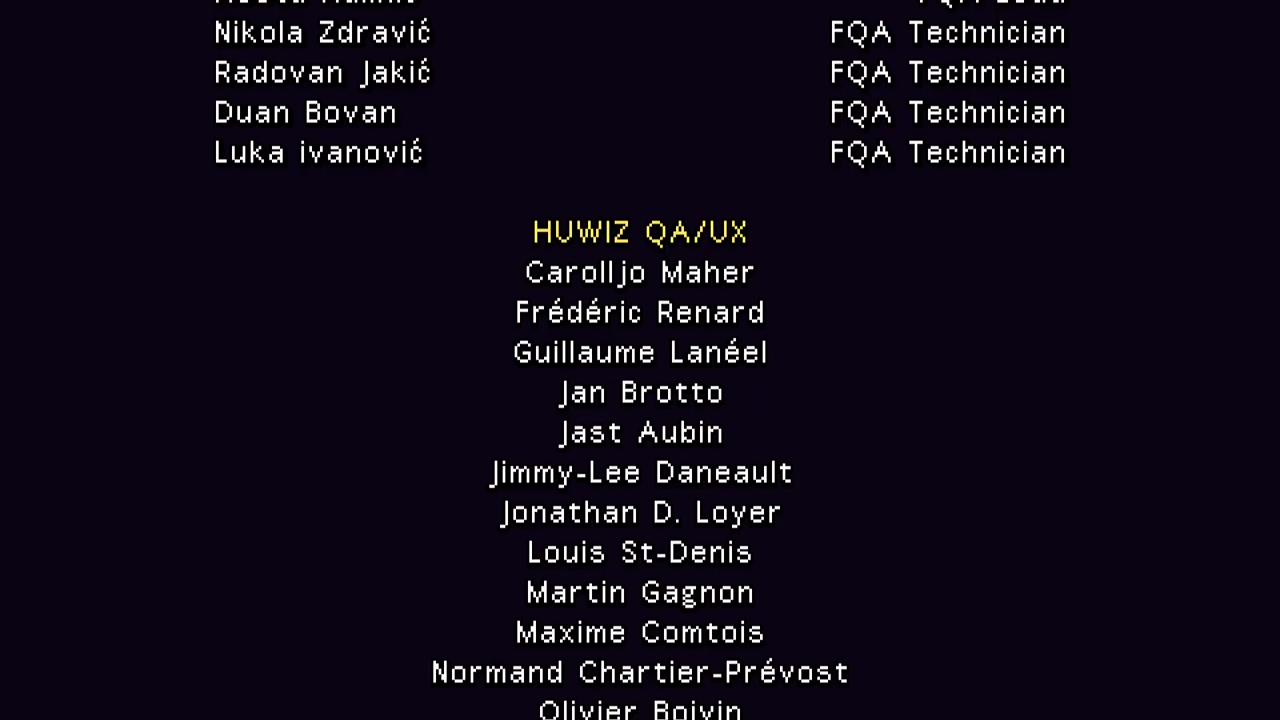 Nikola Zdravić FQA Technician
Radovan Jakić FQA Technician
Duan Bovan FQA Technician
Luka ivanović FQA Technician
HUWIZ QA/UX
Carolljo Maher
Frédéric Renard
Guillaume Lanéel
Jan Brotto
Jast Aubin
Jimmy-Lee Daneault
Jonathan D. Loyer
Louis St-Denis
Martin Gagnon
Maxime Comtois
Normand Chartier-Prévost
Olivier Boivin